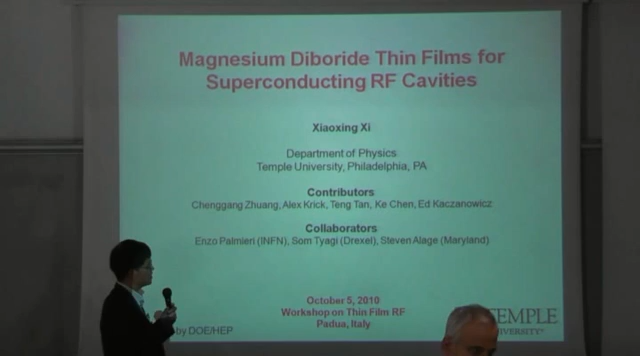 Magnesium Diboride Thin Films for
Superconducting RF Cavities
Xiaoxing Xi
Department of Physics
Temple University, Philadelphia, PA
Contributors
Chenggang Zhuang, Alex Krick, Teng Tan, Ke Chen, Ed Kaczanowicz
Collaborators
Enzo Palmieri (INFN), Som Tyagi (Drexel), Steven Alage (Maryland)
October 5, 2010
Workshop on Thin Film RF
Padua, Italy
by DOE/HEP
TEMPLE